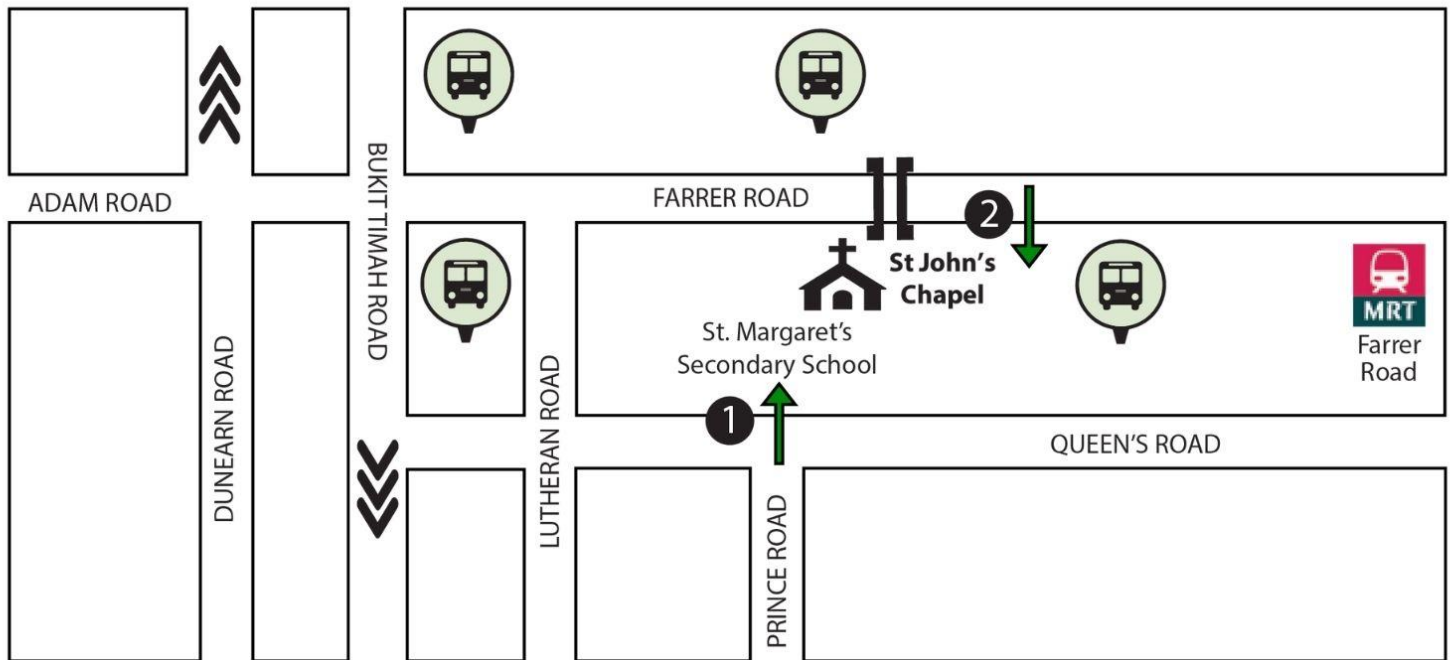 ADAM ROAD
BUKIT TIMAH ROAD
FARRER ROAD
2
St John's
Chapel
MRT
Farrer
Road
St. Margaret's
Secondary School
1
DUNEARN ROAD
LUTHERAN ROAD
QUEEN'S ROAD
PRINCE ROAD